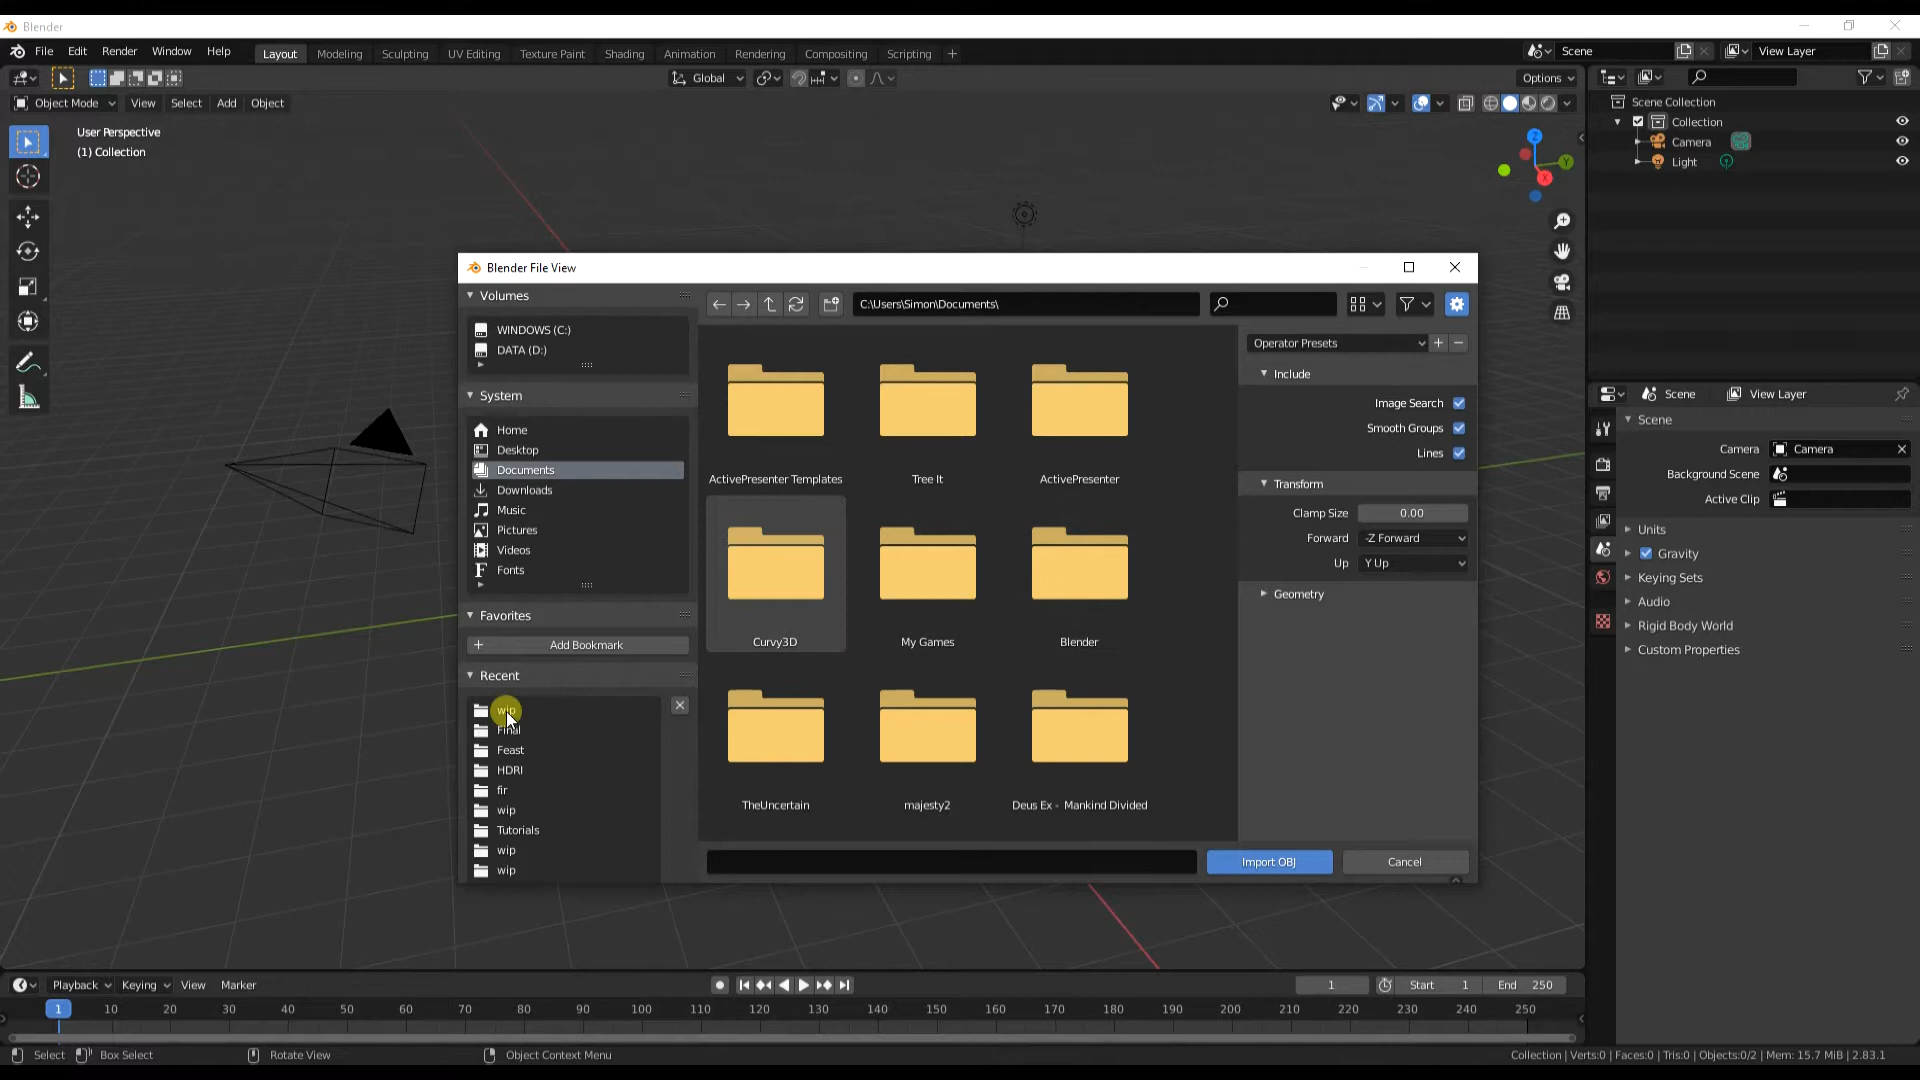 Blender
File Edit Render Window Help Layout Modeling Sculpting UV Editing Texture Paint Shading Animation Rendering Compositing Scripting + Scene View Layer
Global Options
Object Mode View Select Add Object
User Perspective
(1) Collection
Scene Collection
Collection
Camera
Light
Z
Y
X
Blender File View
Volumes
WINDOWS (C:)
DATA (D:)
System
Home
Desktop
Documents
Downloads
Music
Pictures
Videos
Fonts
Favorites
Add Bookmark
Recent
wip
Final
Feast
HDRI
fir
wip
Tutorials
wip
wip
C:\Users\Simon\Documents\
ActivePresenter Templates Tree It ActivePresenter
Curvy3D My Games Blender
TheUncertain majesty2 Deus Ex - Mankind Divided
Operator Presets
Include
Image Search
Smooth Groups
Lines
Transform
Clamp Size 0.00
Forward -Z Forward
Up Y Up
Geometry
Import OBJ Cancel
Scene View Layer
Scene
Camera Camera
Background Scene
Active Clip
Units
Gravity
Keying Sets
Audio
Rigid Body World
Custom Properties
Playback Keying View Marker 1 Start 1 End 250
1 10 20 30 40 50 60 70 80 90 100 110 120 130 140 150 160 170 180 190 200 210 220 230 240 250
Select Box Select Rotate View Object Context Menu Collection | Verts:0 | Faces:0 | Tris:0 | Objects:0/2 | Mem: 15.7 MiB | 2.83.1